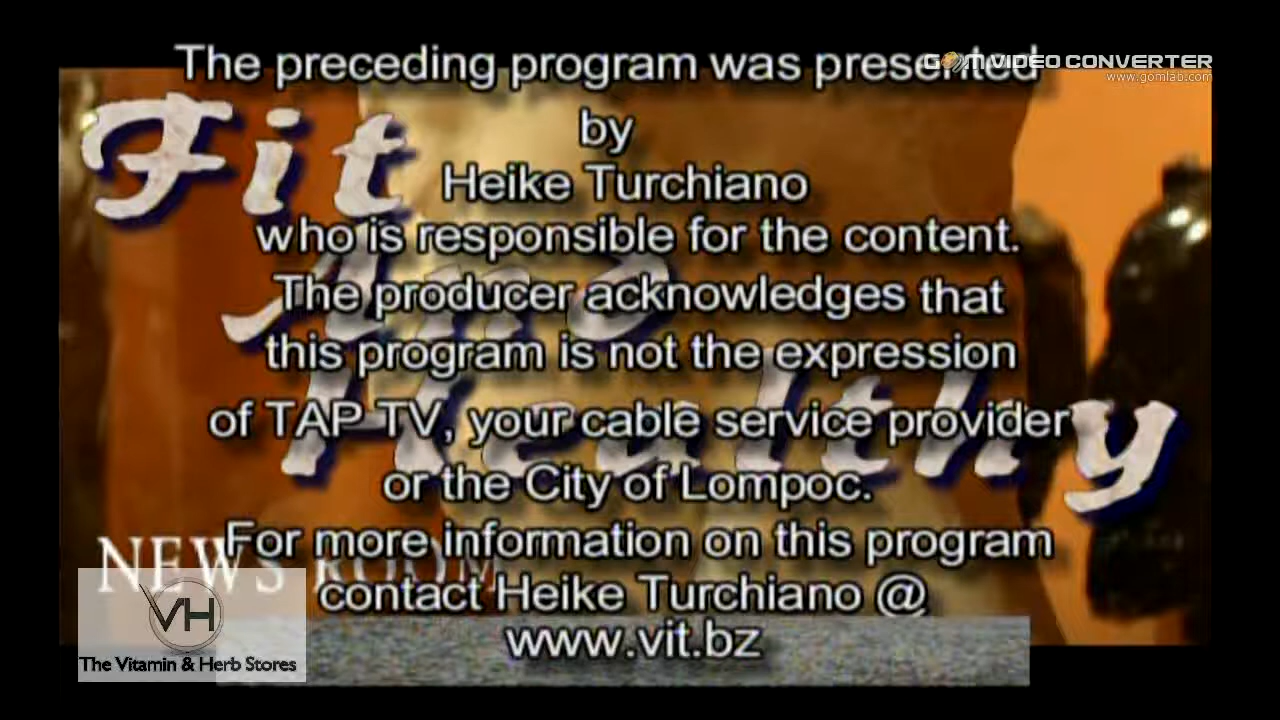 The preceding program was presented
by
Heike Turchiano
who is responsible for the content.
The producer acknowledges that
this program is not the expression
of TAP TV, your cable service provider
or the City of Lompoc.
For more information on this program
contact Heike Turchiano @
www.vit.bz
GOM VIDEO CONVERTER
www.gomlab.com
Fit
And
Healthy
NEWS ROOM
VH
The Vitamin & Herb Stores